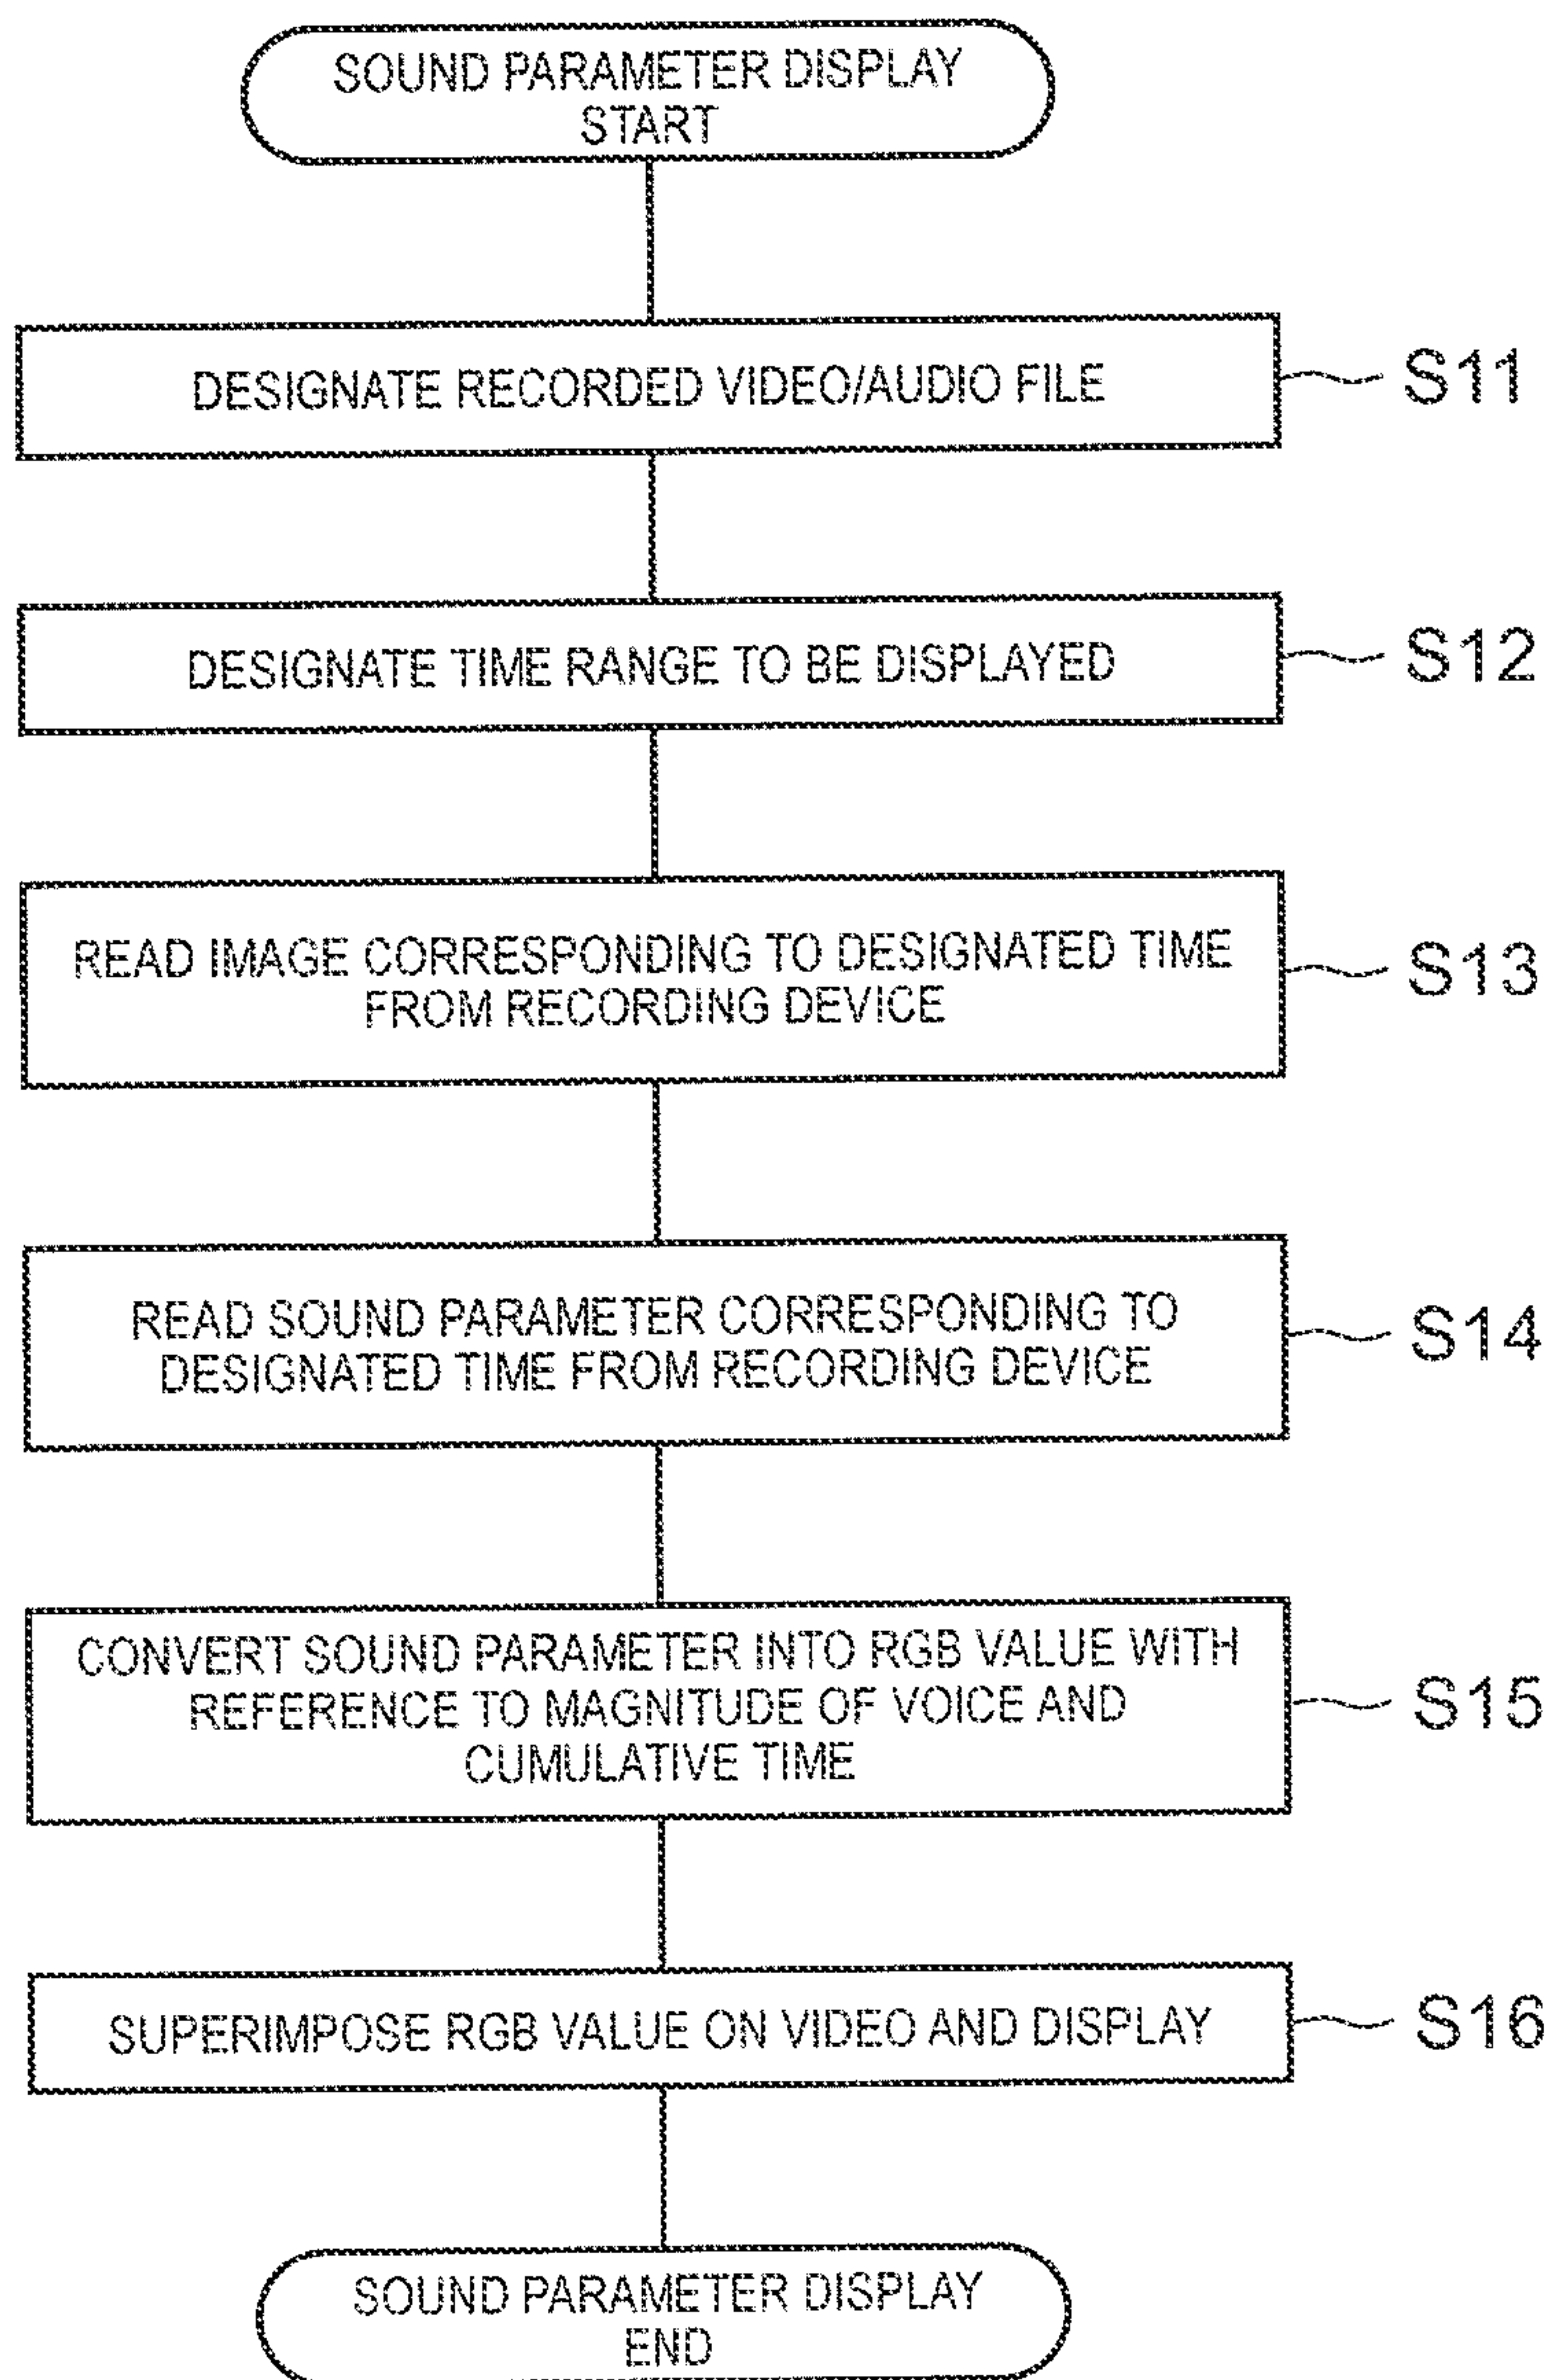 SOUND PARAMETER DISPLAY
START
DESIGNATE RECORDED VIDEO/AUDIO FILE
S11
DESIGNATE TIME RANGE TO BE DISPLAYED
S12
READ IMAGE CORRESPONDING TO DESIGNATED TIME
FROM RECORDING DEVICE
S13
READ SOUND PARAMETER CORRESPONDING TO
DESIGNATED TIME FROM RECORDING DEVICE
S14
CONVERT SOUND PARAMETER INTO RGB VALUE WITH
REFERENCE TO MAGNITUDE OF VOICE AND
CUMULATIVE TIME
S15
SUPERIMPOSE RGB VALUE ON VIDEO AND DISPLAY
S16
SOUND PARAMETER DISPLAY
END